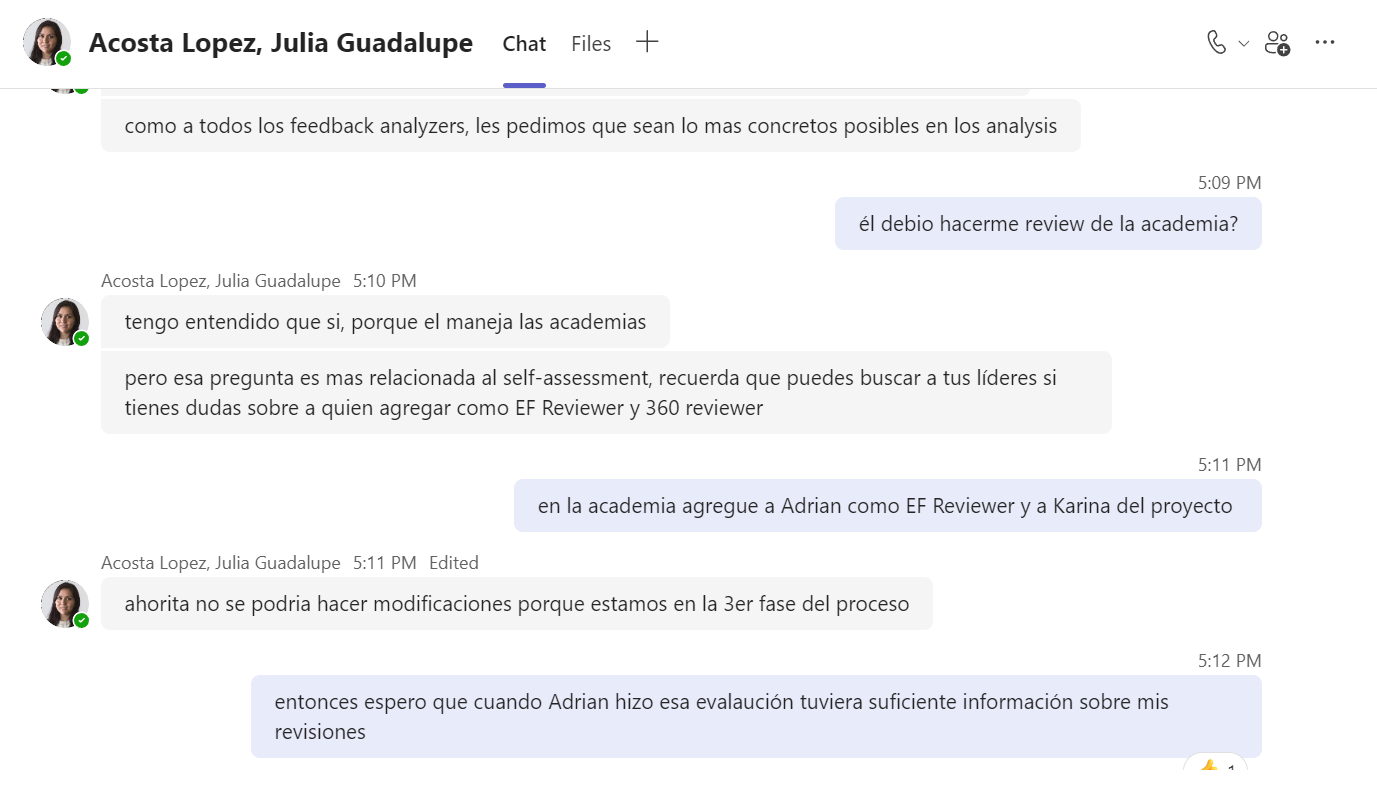 Acosta Lopez, Julia Guadalupe Chat Files
como a todos los feedback analyzers, les pedimos que sean lo mas concretos posibles en los analysis
5:09 PM
él debio hacerme review de la academia?
Acosta Lopez, Julia Guadalupe 5:10 PM
tengo entendido que si, porque el maneja las academias
pero esa pregunta es mas relacionada al self-assessment, recuerda que puedes buscar a tus líderes si
tienes dudas sobre a quien agregar como EF Reviewer y 360 reviewer
5:11 PM
en la academia agregue a Adrian como EF Reviewer y a Karina del proyecto
Acosta Lopez, Julia Guadalupe 5:11 PM Edited
ahorita no se podria hacer modificaciones porque estamos en la 3er fase del proceso
5:12 PM
entonces espero que cuando Adrian hizo esa evalaución tuviera suficiente información sobre mis
revisiones
1